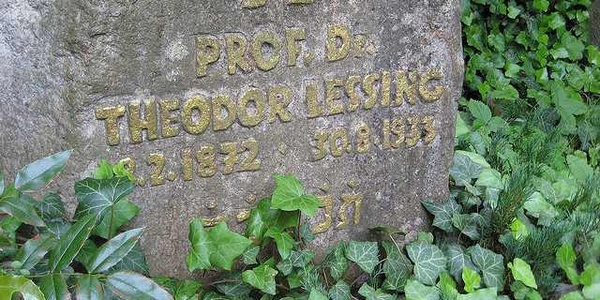 PROF. DR.
THEODOR LESSING
8.2.1872 · 30.8.1933